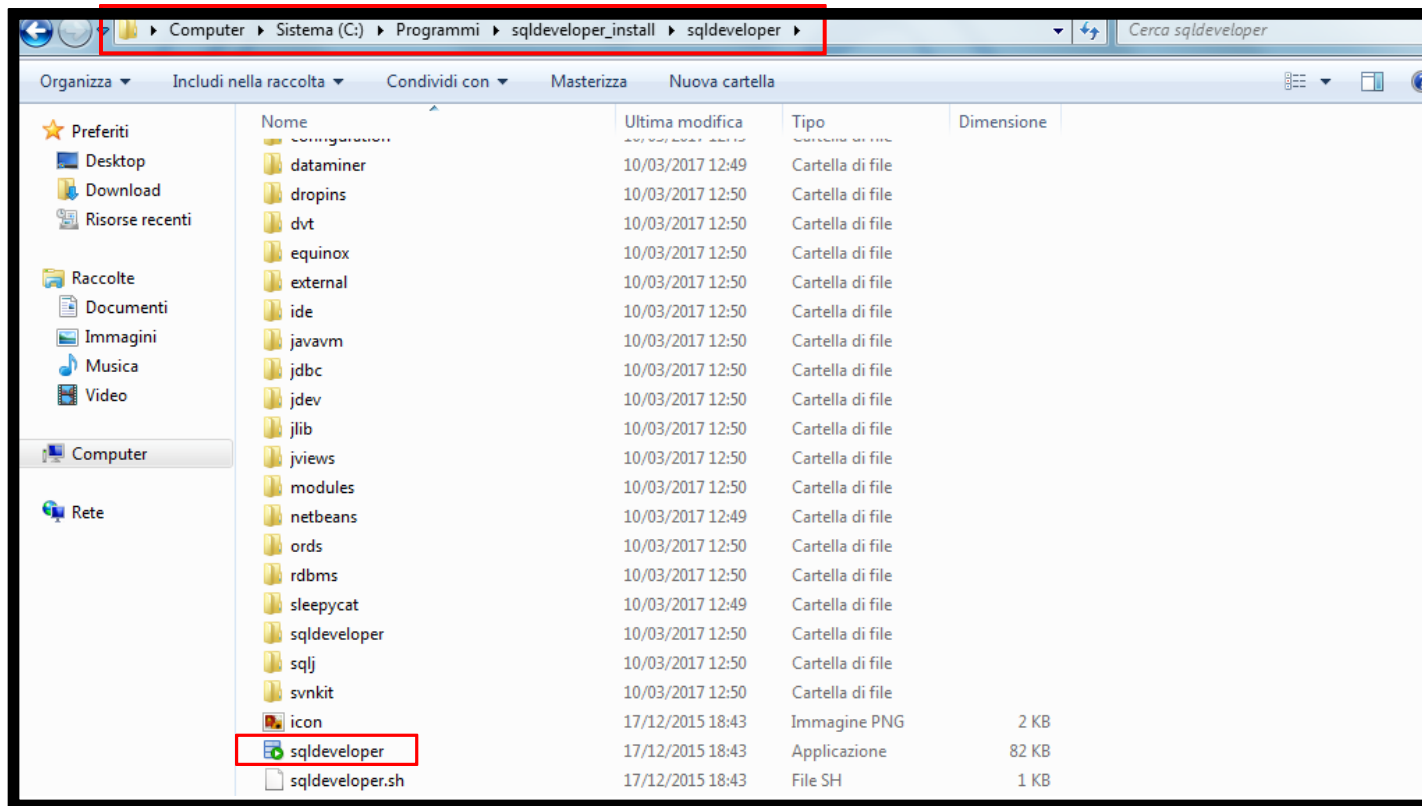 Computer Sistema (C:) Programmi sqldeveloper_install sqldeveloper Cerca sqldeveloper
Organizza Includi nella raccolta Condividi con Masterizza Nuova cartella
Preferiti
Desktop
Download
Risorse recenti
Raccolte
Documenti
Immagini
Musica
Video
Computer
Rete
Nome Ultima modifica Tipo Dimensione
configuration 10/03/2017 12:49 Cartella di file
dataminer 10/03/2017 12:49 Cartella di file
dropins 10/03/2017 12:50 Cartella di file
dvt 10/03/2017 12:50 Cartella di file
equinox 10/03/2017 12:50 Cartella di file
external 10/03/2017 12:50 Cartella di file
ide 10/03/2017 12:50 Cartella di file
javavm 10/03/2017 12:50 Cartella di file
jdbc 10/03/2017 12:50 Cartella di file
jdev 10/03/2017 12:50 Cartella di file
jlib 10/03/2017 12:50 Cartella di file
jviews 10/03/2017 12:50 Cartella di file
modules 10/03/2017 12:50 Cartella di file
netbeans 10/03/2017 12:49 Cartella di file
ords 10/03/2017 12:50 Cartella di file
rdbms 10/03/2017 12:50 Cartella di file
sleepycat 10/03/2017 12:49 Cartella di file
sqldeveloper 10/03/2017 12:50 Cartella di file
sqlj 10/03/2017 12:50 Cartella di file
svnkit 10/03/2017 12:50 Cartella di file
icon 17/12/2015 18:43 Immagine PNG 2 KB
sqldeveloper 17/12/2015 18:43 Applicazione 82 KB
sqldeveloper.sh 17/12/2015 18:43 File SH 1 KB